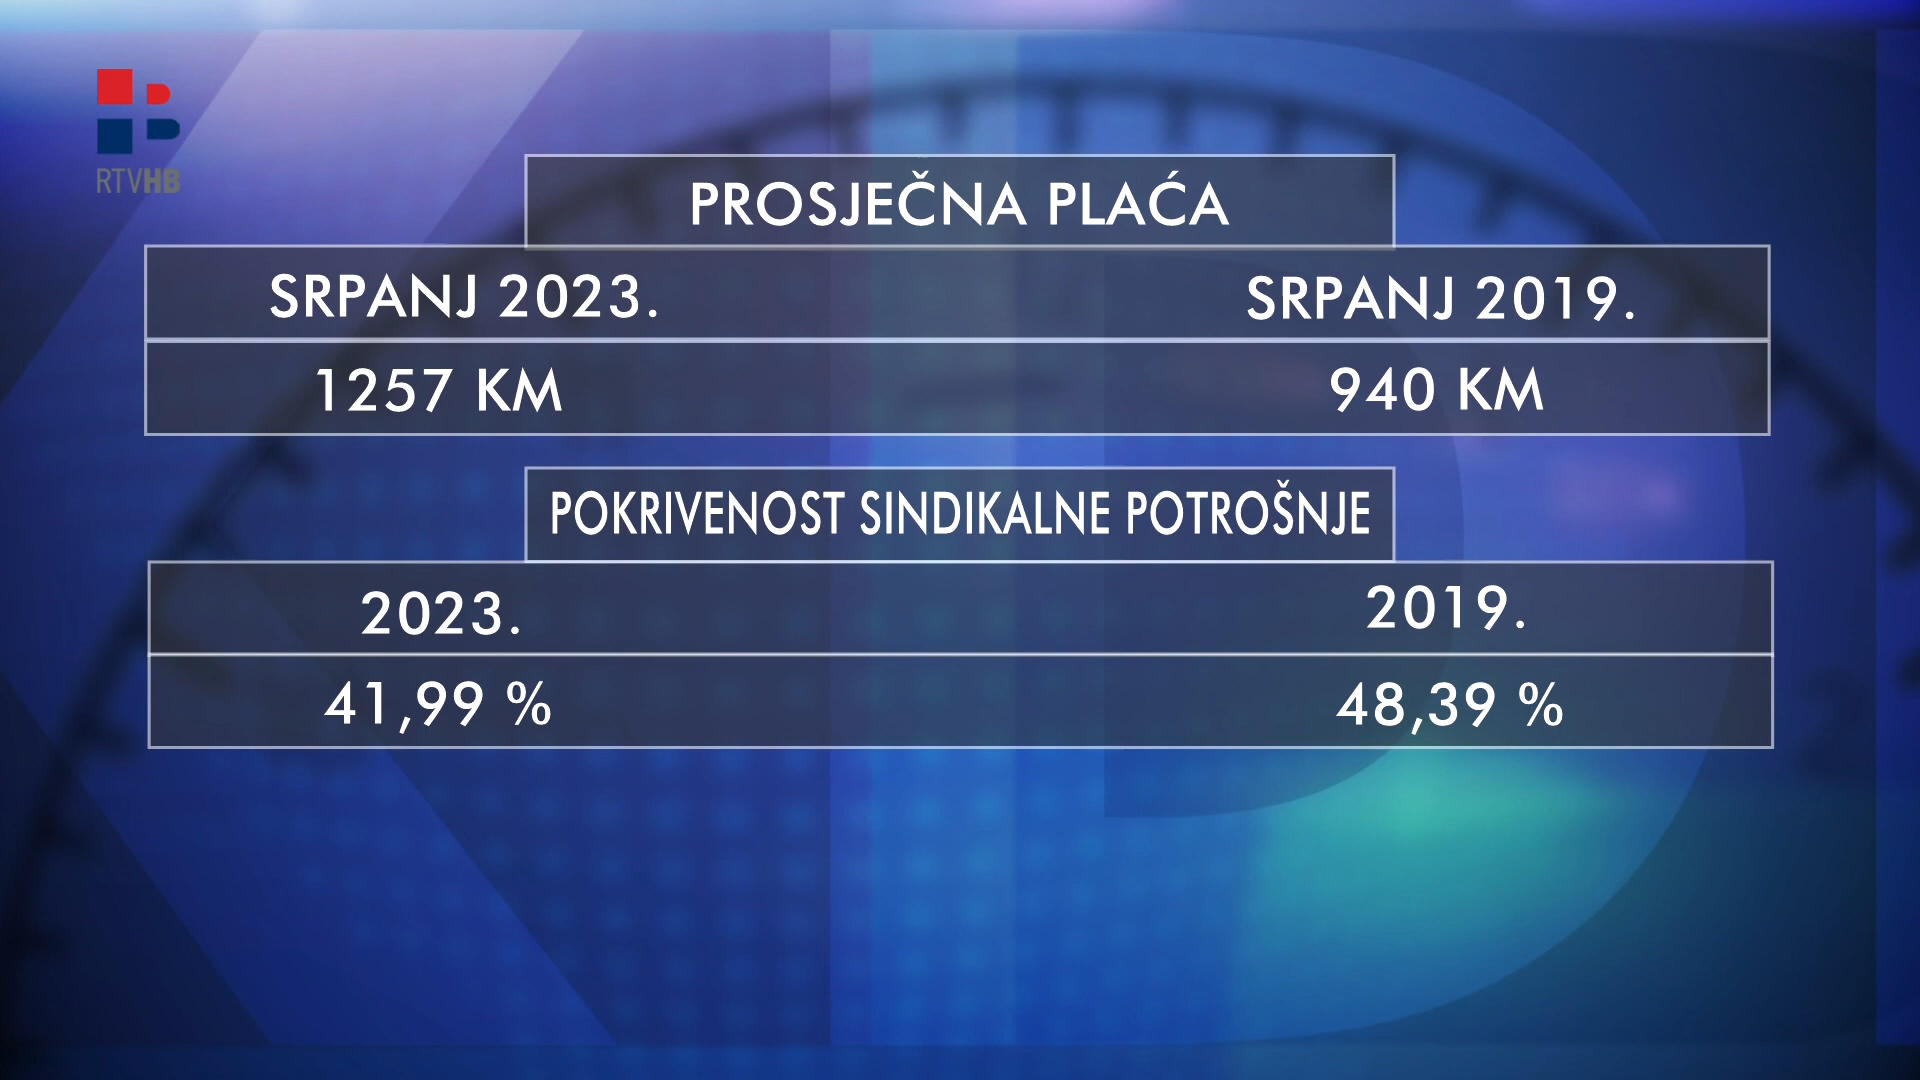 RTVHB
PROSJEČNA PLAĆA
SRPANJ 2023. SRPANJ 2019.
1257 KM 940 KM
POKRIVENOST SINDIKALNE POTROŠNJE
2023. 2019.
41,99 % 48,39 %